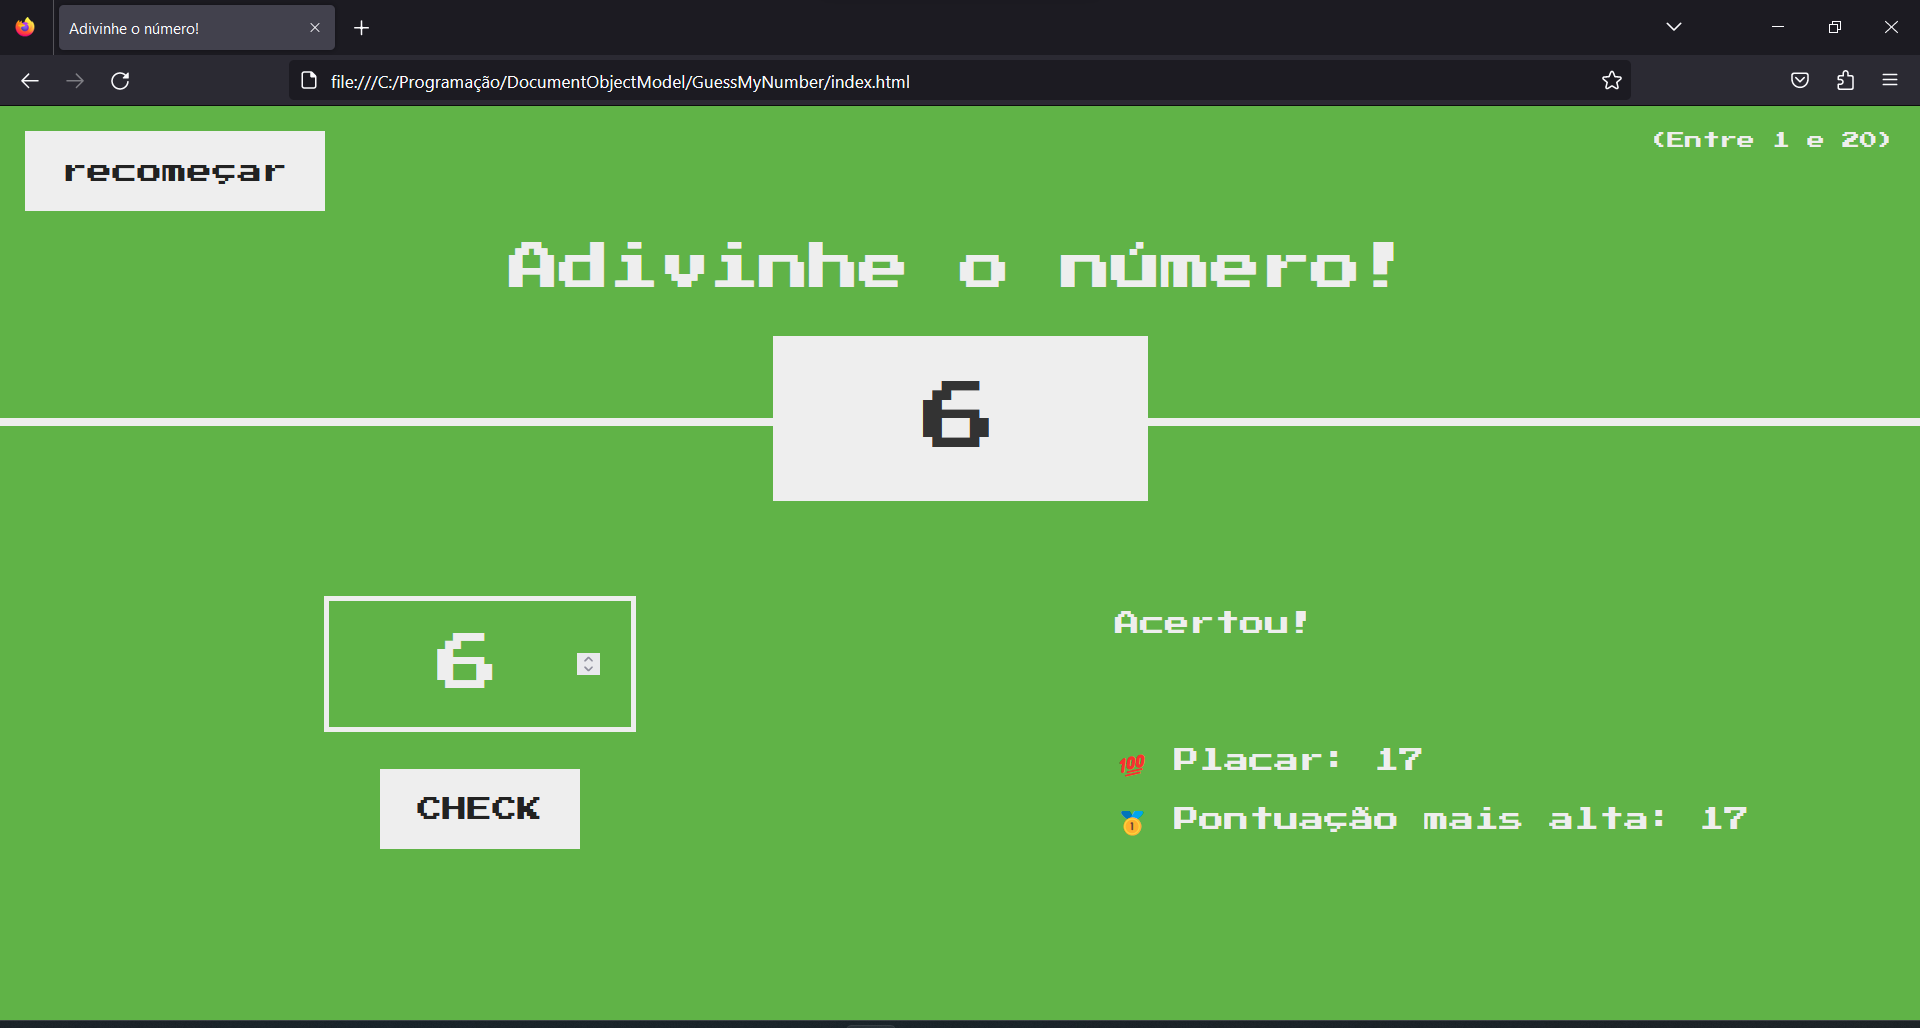 Adivinhe o número!
file:///C:/Programação/DocumentObjectModel/GuessMyNumber/index.html
recomeçar
(Entre 1 e 20)
Adivinhe o número!
6
6
Acertou!
CHECK
💯 Placar: 17
🥇 Pontuação mais alta: 17